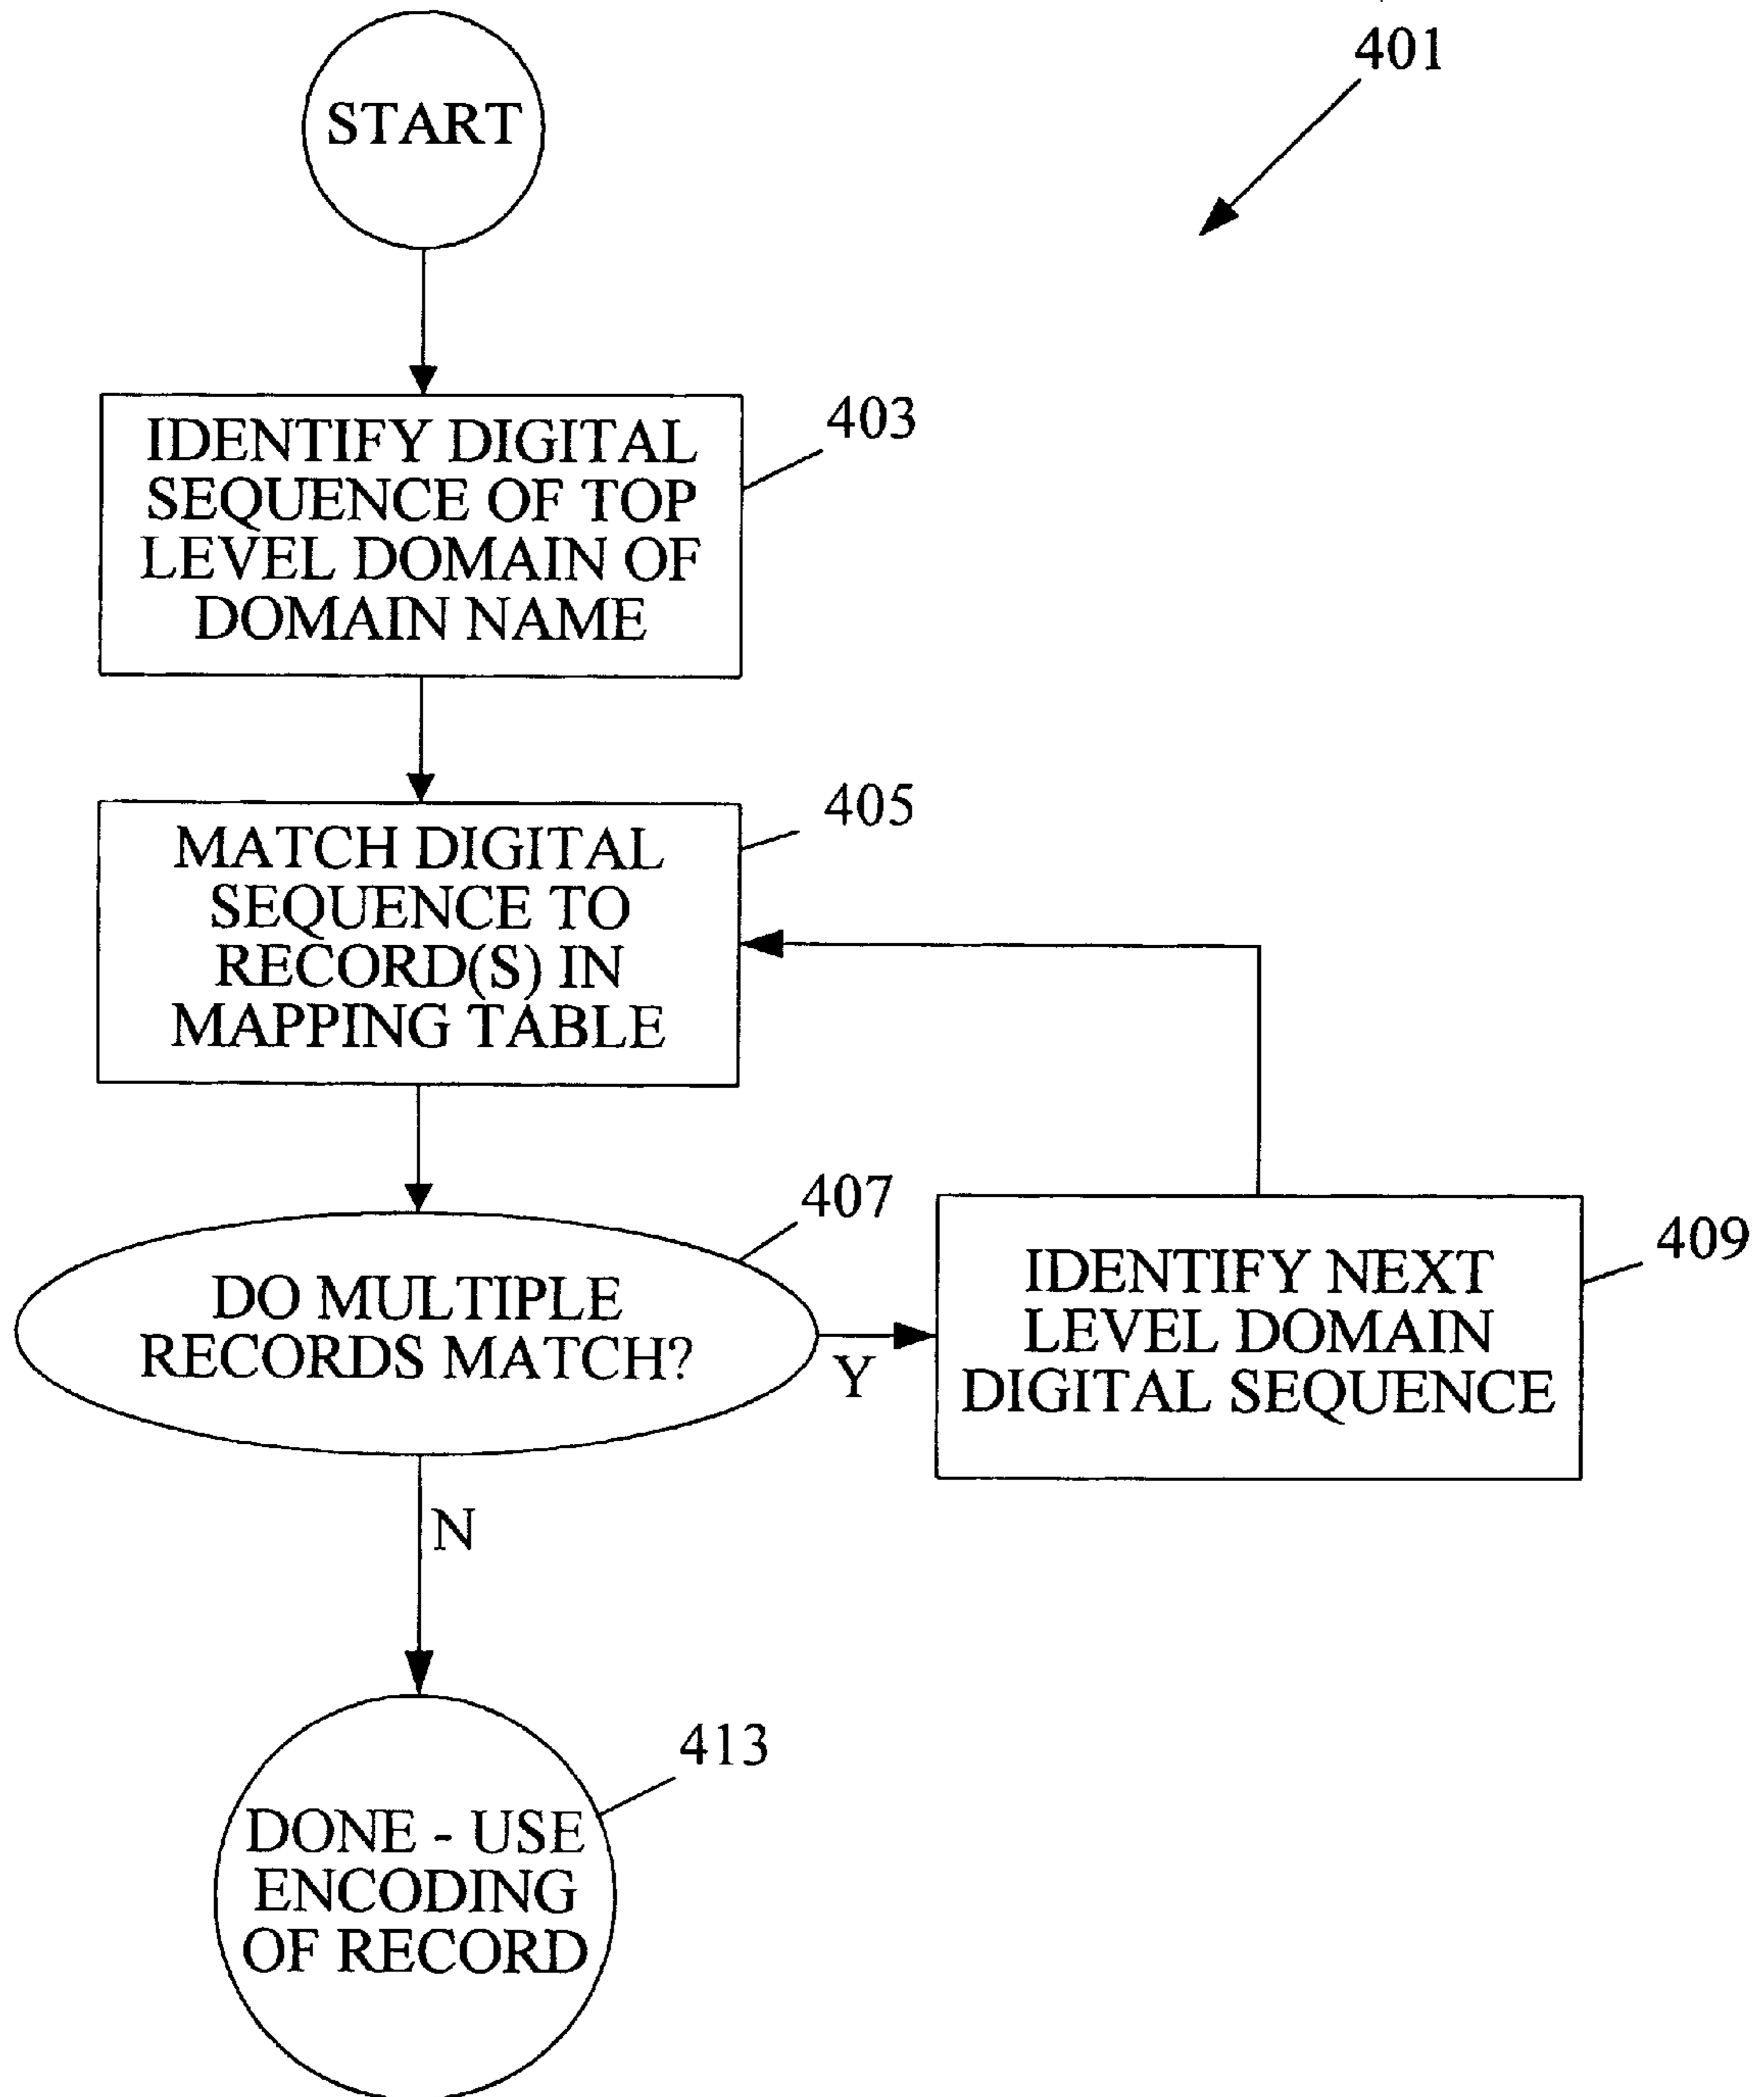 401
START
403
IDENTIFY DIGITAL
SEQUENCE OF TOP
LEVEL DOMAIN OF
DOMAIN NAME
405
MATCH DIGITAL
SEQUENCE TO
RECORD(S) IN
MAPPING TABLE
407
DO MULTIPLE
RECORDS MATCH?
Y
409
IDENTIFY NEXT
LEVEL DOMAIN
DIGITAL SEQUENCE
N
413
DONE - USE
ENCODING
OF RECORD